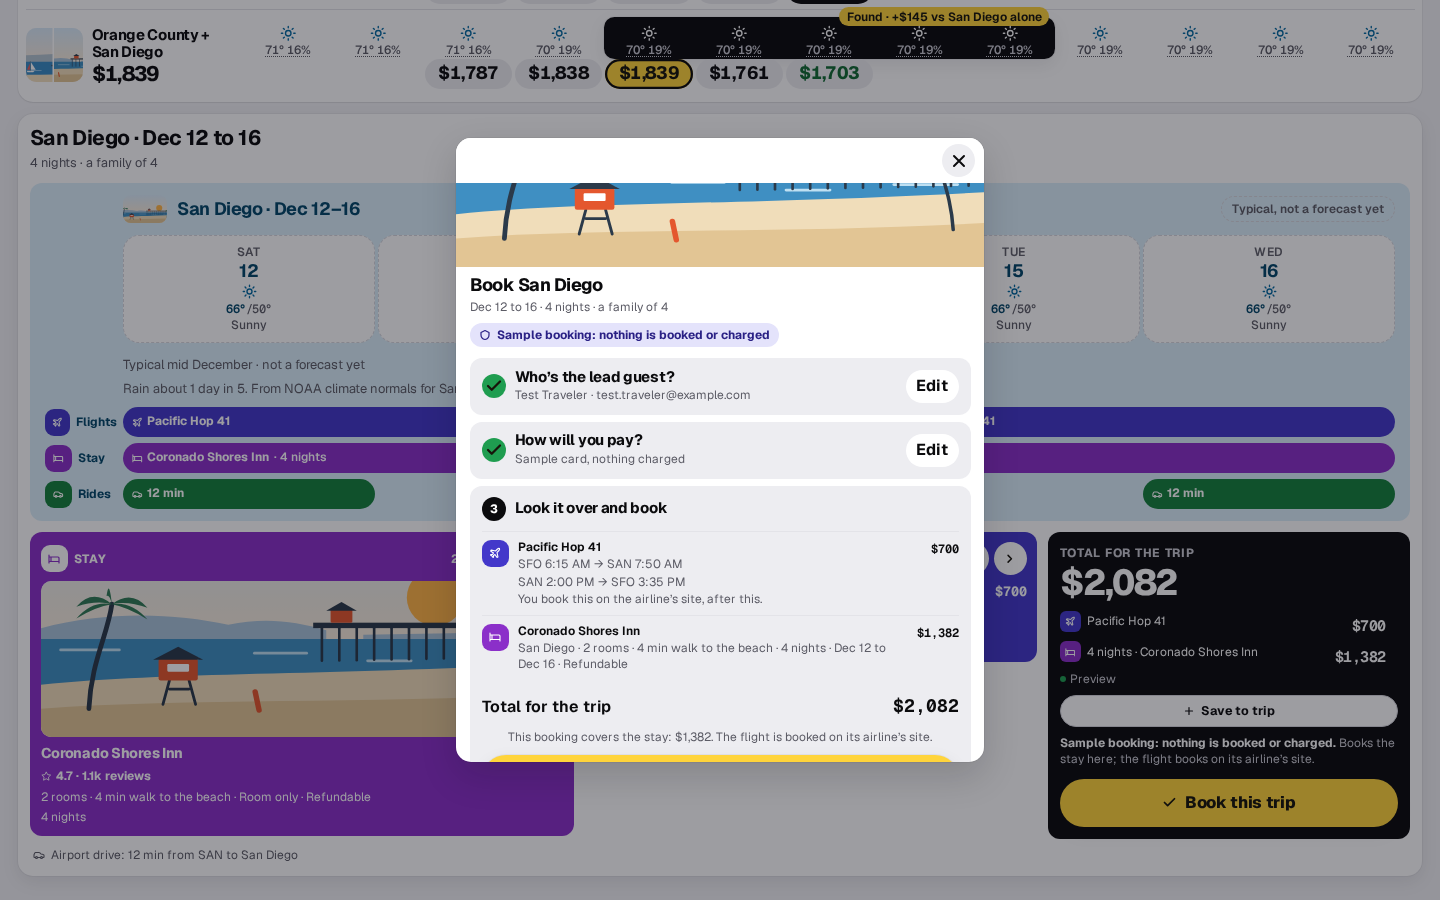 Found · +$145 vs San Diego alone
Orange County +
San Diego
$1,839
71° 16%
71° 16%
71° 16%
70° 19%
70° 19%
70° 19%
70° 19%
70° 19%
70° 19%
70° 19%
70° 19%
70° 19%
70° 19%
$1,787
$1,838
$1,839
$1,761
$1,703
San Diego · Dec 12 to 16
4 nights · a family of 4
San Diego · Dec 12–16
Typical, not a forecast yet
SAT
12
66° /50°
Sunny
TUE
15
66° /50°
Sunny
WED
16
66° /50°
Sunny
Typical mid December · not a forecast yet
Rain about 1 day in 5. From NOAA climate normals for
Flights
Pacific Hop 41
41
Stay
Coronado Shores Inn · 4 nights
Rides
12 min
12 min
STAY
Coronado Shores Inn
4.7 · 1.1k reviews
2 rooms · 4 min walk to the beach · Room only · Refundable
4 nights
Airport drive: 12 min from SAN to San Diego
$700
TOTAL FOR THE TRIP
$2,082
Pacific Hop 41
$700
4 nights · Coronado Shores Inn
$1,382
Preview
Save to trip
Sample booking: nothing is booked or charged. Books the
stay here; the flight books on its airline's site.
Book this trip
Book San Diego
Dec 12 to 16 · 4 nights · a family of 4
Sample booking: nothing is booked or charged
Who's the lead guest?
Test Traveler · test.traveler@example.com
Edit
How will you pay?
Sample card, nothing charged
Edit
3
Look it over and book
Pacific Hop 41
$700
SFO 6:15 AM → SAN 7:50 AM
SAN 2:00 PM → SFO 3:35 PM
You book this on the airline's site, after this.
Coronado Shores Inn
$1,382
San Diego · 2 rooms · 4 min walk to the beach · 4 nights · Dec 12 to
Dec 16 · Refundable
Total for the trip
$2,082
This booking covers the stay: $1,382. The flight is booked on its airline's site.